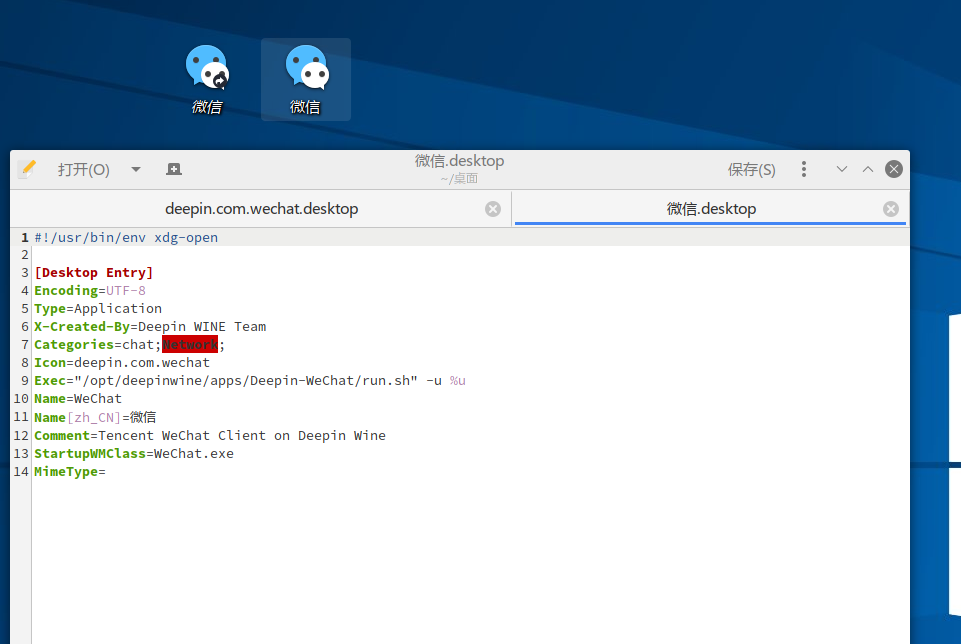 微信
微信
打开(O)
微信.desktop
~/桌面
保存(S)
deepin.com.wechat.desktop
微信.desktop
1 #!/usr/bin/env xdg-open
2
3 [Desktop Entry]
4 Encoding=UTF-8
5 Type=Application
6 X-Created-By=Deepin WINE Team
7 Categories=chat;Network;
8 Icon=deepin.com.wechat
9 Exec="/opt/deepinwine/apps/Deepin-WeChat/run.sh" -u %u
10 Name=WeChat
11 Name[zh_CN]=微信
12 Comment=Tencent WeChat Client on Deepin Wine
13 StartupWMClass=WeChat.exe
14 MimeType=